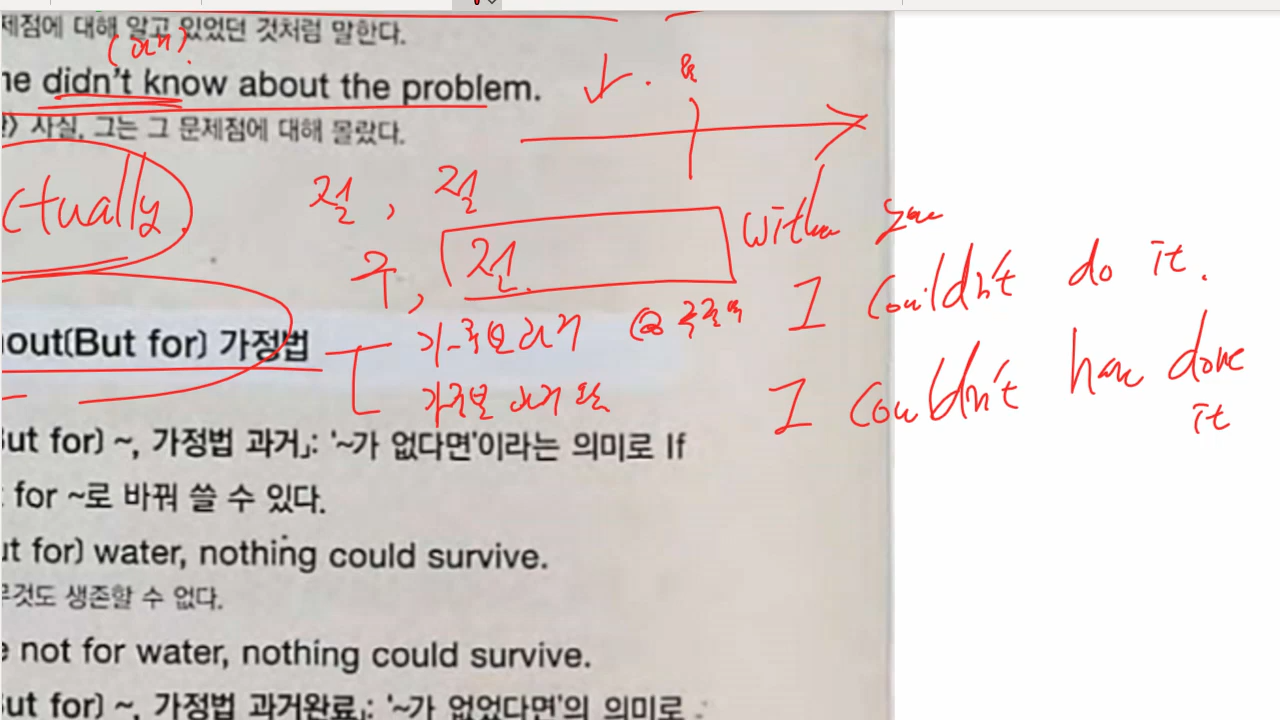 제점에 대해 알고 있었던 것처럼 말한다.
ne didn't know about the problem.
사실, 그는 그 문제점에 대해 몰랐다.
절, 절
ctually.
구, 절.
you
I couldn't do it.
out(But for) 가정법
I couldn't have done
it
But for) ~, 가정법 과거」: '~가 없다면'이라는 의미로 If
for ~로 바꿔 쓸 수 있다.
ut for) water, nothing could survive.
무것도 생존할 수 없다.
e not for water, nothing could survive.
But for) ~, 가정법 과거완료」: '~가 없었다면'의 의미로